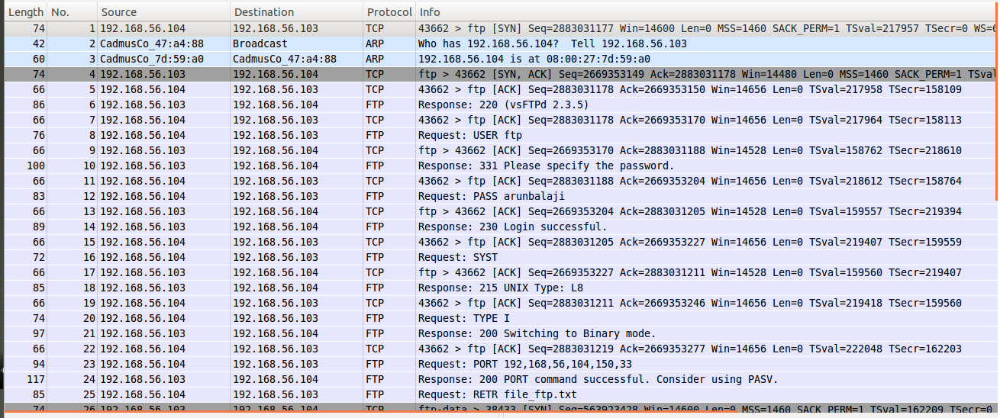 Length No. Source Destination Protocol Info
74 1 192.168.56.104 192.168.56.103 TCP 43662 > ftp [SYN] Seq=2883031177 Win=14600 Len=0 MSS=1460 SACK_PERM=1 TSval=217957 TSecr=0 WS=6
42 2 CadmusCo_47:a4:88 Broadcast ARP Who has 192.168.56.104? Tell 192.168.56.103
60 3 CadmusCo_7d:59:a0 CadmusCo_47:a4:88 ARP 192.168.56.104 is at 08:00:27:7d:59:a0
74 4 192.168.56.103 192.168.56.104 TCP ftp > 43662 [SYN, ACK] Seq=2669353149 Ack=2883031178 Win=14480 Len=0 MSS=1460 SACK_PERM=1 TSval
66 5 192.168.56.104 192.168.56.103 TCP 43662 > ftp [ACK] Seq=2883031178 Ack=2669353150 Win=14656 Len=0 TSval=217958 TSecr=158109
86 6 192.168.56.103 192.168.56.104 FTP Response: 220 (vsFTPd 2.3.5)
66 7 192.168.56.104 192.168.56.103 TCP 43662 > ftp [ACK] Seq=2883031178 Ack=2669353170 Win=14656 Len=0 TSval=217964 TSecr=158113
76 8 192.168.56.104 192.168.56.103 FTP Request: USER ftp
66 9 192.168.56.103 192.168.56.104 TCP ftp > 43662 [ACK] Seq=2669353170 Ack=2883031188 Win=14528 Len=0 TSval=158762 TSecr=218610
100 10 192.168.56.103 192.168.56.104 FTP Response: 331 Please specify the password.
66 11 192.168.56.104 192.168.56.103 TCP 43662 > ftp [ACK] Seq=2883031188 Ack=2669353204 Win=14656 Len=0 TSval=218612 TSecr=158764
83 12 192.168.56.104 192.168.56.103 FTP Request: PASS arunbalaji
66 13 192.168.56.103 192.168.56.104 TCP ftp > 43662 [ACK] Seq=2669353204 Ack=2883031205 Win=14528 Len=0 TSval=159557 TSecr=219394
89 14 192.168.56.103 192.168.56.104 FTP Response: 230 Login successful.
66 15 192.168.56.104 192.168.56.103 TCP 43662 > ftp [ACK] Seq=2883031205 Ack=2669353227 Win=14656 Len=0 TSval=219407 TSecr=159559
72 16 192.168.56.104 192.168.56.103 FTP Request: SYST
66 17 192.168.56.103 192.168.56.104 TCP ftp > 43662 [ACK] Seq=2669353227 Ack=2883031211 Win=14528 Len=0 TSval=159560 TSecr=219407
85 18 192.168.56.103 192.168.56.104 FTP Response: 215 UNIX Type: L8
66 19 192.168.56.104 192.168.56.103 TCP 43662 > ftp [ACK] Seq=2883031211 Ack=2669353246 Win=14656 Len=0 TSval=219418 TSecr=159560
74 20 192.168.56.104 192.168.56.103 FTP Request: TYPE I
97 21 192.168.56.103 192.168.56.104 FTP Response: 200 Switching to Binary mode.
66 22 192.168.56.104 192.168.56.103 TCP 43662 > ftp [ACK] Seq=2883031219 Ack=2669353277 Win=14656 Len=0 TSval=222048 TSecr=162203
94 23 192.168.56.104 192.168.56.103 FTP Request: PORT 192,168,56,104,150,33
117 24 192.168.56.103 192.168.56.104 FTP Response: 200 PORT command successful. Consider using PASV.
85 25 192.168.56.104 192.168.56.103 FTP Request: RETR file_ftp.txt
74 26 192.168.56.103 192.168.56.104 TCP ftp-data > 38433 [SYN] Seq=563923428 Win=14600 Len=0 MSS=1460 SACK_PERM=1 TSval=162209 TSecr=0